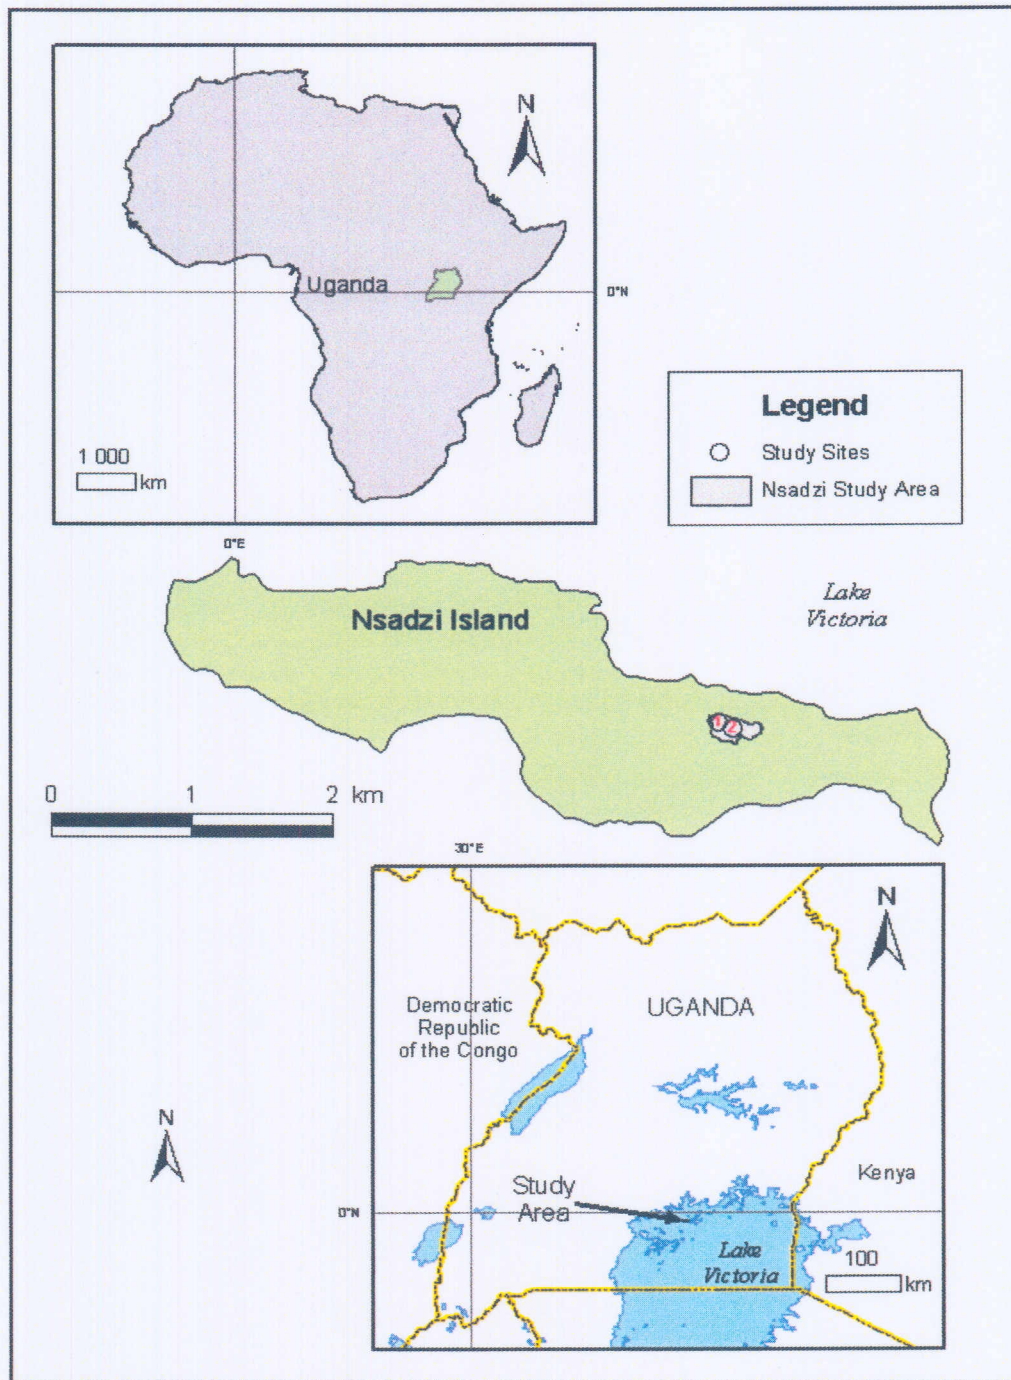 N
Uganda
0°N
1 000
km
0°E
Legend
Study Sites
Nsadzi Study Area
Nsadzi Island
Lake
Victoria
1 2
0 1 2 km
30°E
N
Democratic
Republic
of the Congo
UGANDA
N
Kenya
Study
Area
0°N
Lake
Victoria
100
km